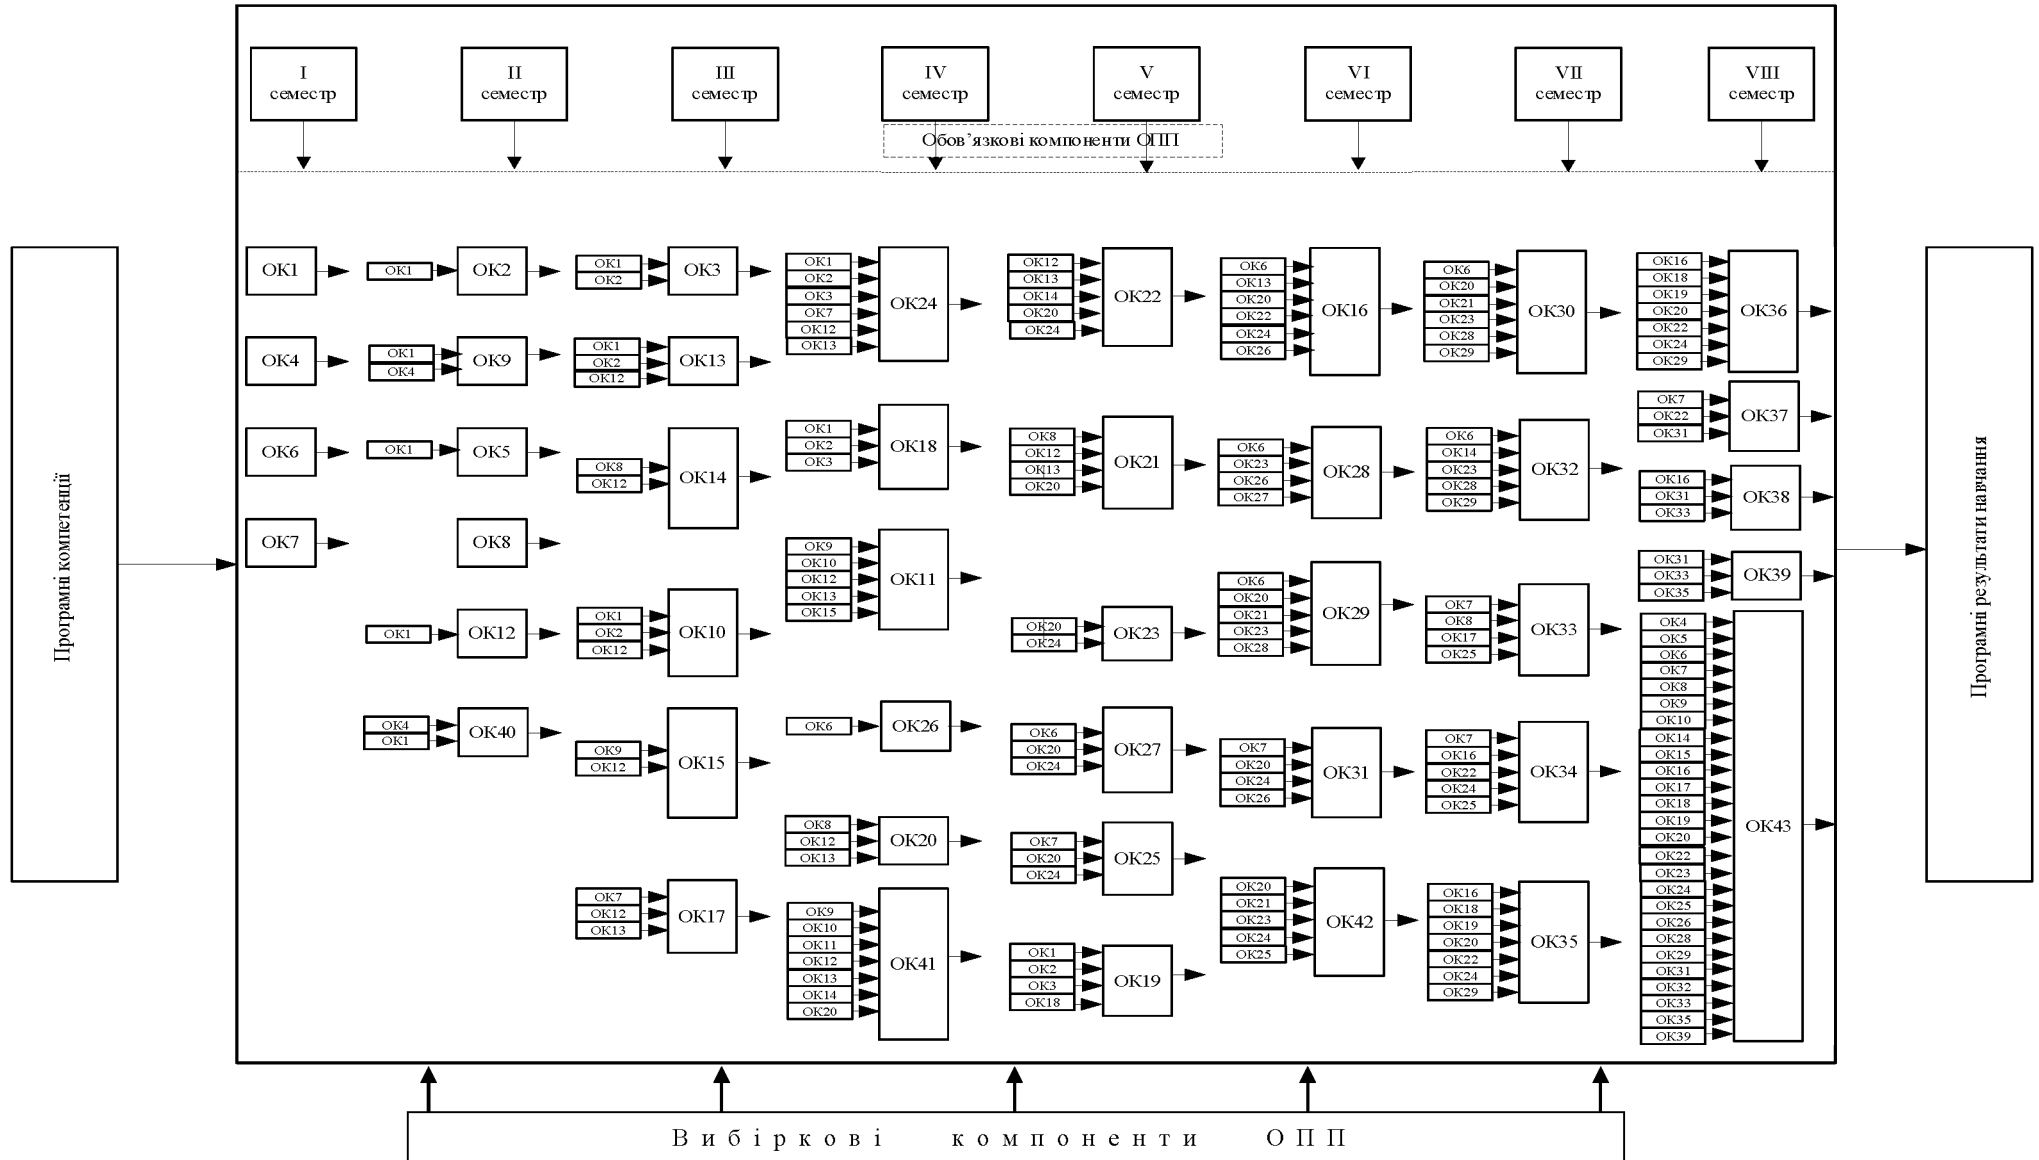 I
семестр
II
семестр
III
семестр
IV
семестр
V
семестр
VI
семестр
VII
семестр
VIII
семестр
Обов’язкові компоненти ОПП
Програмні компетенції
ОК1
ОК4
ОК6
ОК7
ОК1
ОК2
ОК1
ОК4
ОК9
ОК1
ОК5
ОК8
ОК1
ОК12
ОК4
ОК1
ОК40
ОК1
ОК2
ОК3
ОК1
ОК2
ОК12
ОК13
ОК8
ОК12
ОК14
ОК1
ОК2
ОК12
ОК10
ОК9
ОК12
ОК15
ОК7
ОК12
ОК13
ОК17
ОК1
ОК2
ОК3
ОК7
ОК12
ОК13
ОК24
ОК1
ОК2
ОК3
ОК18
ОК9
ОК10
ОК12
ОК13
ОК15
ОК11
ОК6
ОК26
ОК8
ОК12
ОК13
ОК20
ОК9
ОК10
ОК11
ОК12
ОК13
ОК14
ОК20
ОК41
ОК12
ОК13
ОК14
ОК20
ОК24
ОК22
ОК8
ОК12
ОК13
ОК20
ОК21
ОК20
ОК24
ОК23
ОК6
ОК20
ОК24
ОК27
ОК7
ОК20
ОК24
ОК25
ОК1
ОК2
ОК3
ОК18
ОК19
ОК6
ОК13
ОК20
ОК22
ОК24
ОК26
ОК16
ОК6
ОК23
ОК26
ОК27
ОК28
ОК6
ОК20
ОК21
ОК23
ОК28
ОК29
ОК7
ОК20
ОК24
ОК26
ОК31
ОК20
ОК21
ОК23
ОК24
ОК25
ОК42
ОК6
ОК20
ОК21
ОК23
ОК28
ОК29
ОК30
ОК6
ОК14
ОК23
ОК28
ОК29
ОК32
ОК7
ОК8
ОК17
ОК25
ОК33
ОК7
ОК16
ОК22
ОК24
ОК25
ОК34
ОК16
ОК18
ОК19
ОК20
ОК22
ОК24
ОК29
ОК35
ОК16
ОК18
ОК19
ОК20
ОК22
ОК24
ОК29
ОК36
ОК7
ОК22
ОК31
ОК37
ОК16
ОК31
ОК33
ОК38
ОК31
ОК33
ОК35
ОК39
ОК4
ОК5
ОК6
ОК7
ОК8
ОК9
ОК10
ОК14
ОК15
ОК16
ОК17
ОК18
ОК19
ОК20
ОК22
ОК23
ОК24
ОК25
ОК26
ОК28
ОК29
ОК31
ОК32
ОК33
ОК35
ОК39
ОК43
Програмні результати навчання
Вибіркові компоненти ОПП